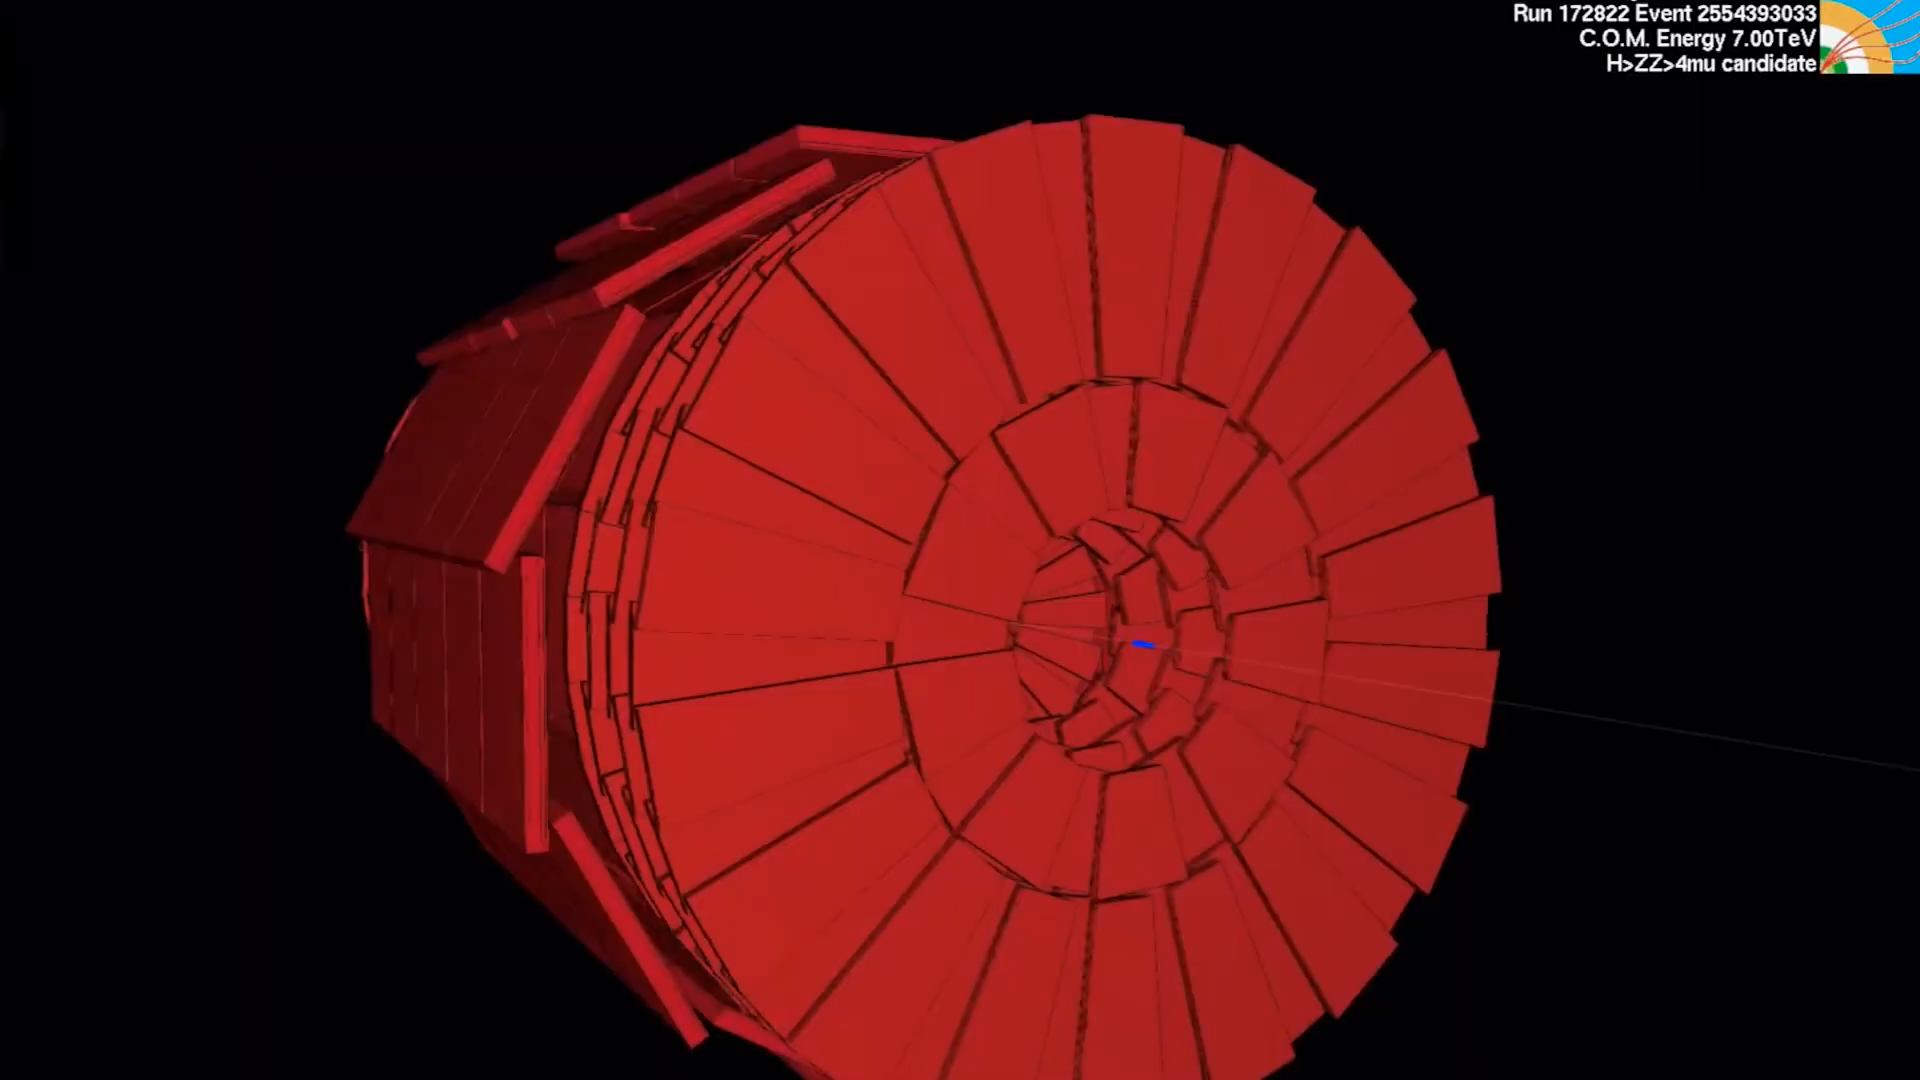 Run 172822 Event 2554393033
C.O.M. Energy 7.00TeV
H>ZZ>4mu candidate